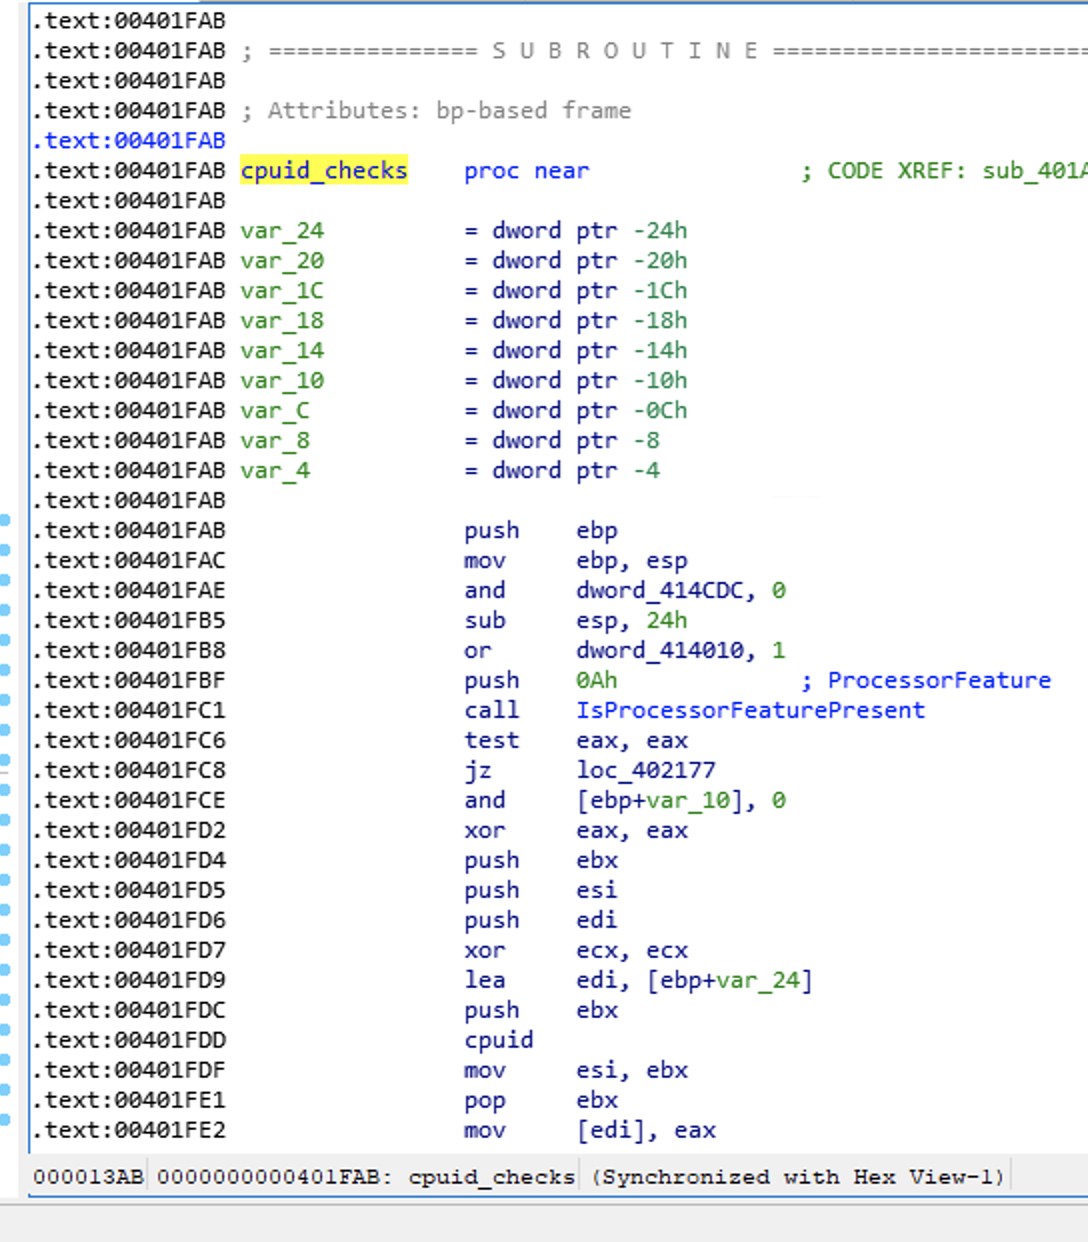 .text:00401FAB
.text:00401FAB ; =============== S U B R O U T I N E =======================
.text:00401FAB
.text:00401FAB ; Attributes: bp-based frame
.text:00401FAB
.text:00401FAB cpuid_checks    proc near               ; CODE XREF: sub_401A
.text:00401FAB
.text:00401FAB var_24          = dword ptr -24h
.text:00401FAB var_20          = dword ptr -20h
.text:00401FAB var_1C          = dword ptr -1Ch
.text:00401FAB var_18          = dword ptr -18h
.text:00401FAB var_14          = dword ptr -14h
.text:00401FAB var_10          = dword ptr -10h
.text:00401FAB var_C           = dword ptr -0Ch
.text:00401FAB var_8           = dword ptr -8
.text:00401FAB var_4           = dword ptr -4
.text:00401FAB
.text:00401FAB                 push    ebp
.text:00401FAC                 mov     ebp, esp
.text:00401FAE                 and     dword_414CDC, 0
.text:00401FB5                 sub     esp, 24h
.text:00401FB8                 or      dword_414010, 1
.text:00401FBF                 push    0Ah             ; ProcessorFeature
.text:00401FC1                 call    IsProcessorFeaturePresent
.text:00401FC6                 test    eax, eax
.text:00401FC8                 jz      loc_402177
.text:00401FCE                 and     [ebp+var_10], 0
.text:00401FD2                 xor     eax, eax
.text:00401FD4                 push    ebx
.text:00401FD5                 push    esi
.text:00401FD6                 push    edi
.text:00401FD7                 xor     ecx, ecx
.text:00401FD9                 lea     edi, [ebp+var_24]
.text:00401FDC                 push    ebx
.text:00401FDD                 cpuid
.text:00401FDF                 mov     esi, ebx
.text:00401FE1                 pop     ebx
.text:00401FE2                 mov     [edi], eax
000013AB 0000000000401FAB: cpuid_checks (Synchronized with Hex View-1)